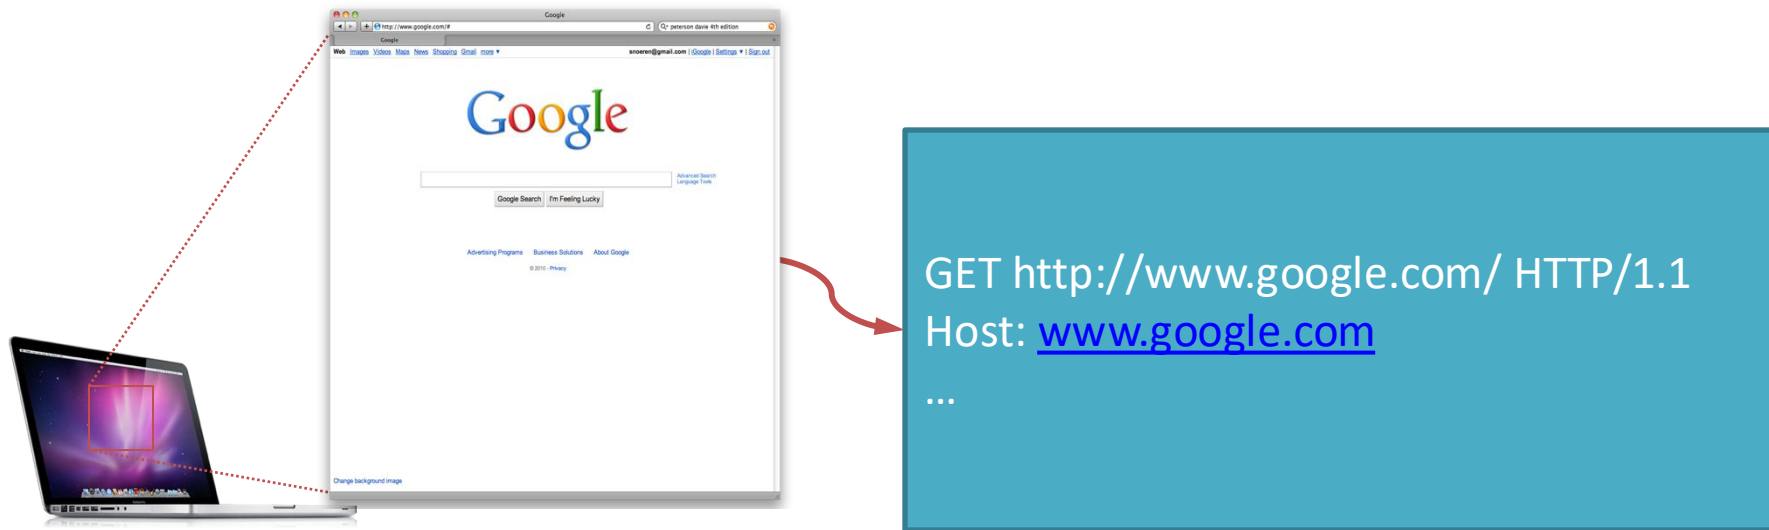 Google
http://www.google.com/#
peterson davie 4th edition
Google
Web Images Videos Maps News Shopping Gmail more ▼
snoeren@gmail.com | iGoogle | Settings ▼ | Sign out
Google
Advanced Search
Language Tools
Google Search
I'm Feeling Lucky
Advertising Programs Business Solutions About Google
© 2010 - Privacy
Change background image
GET http://www.google.com/ HTTP/1.1
Host: www.google.com
...